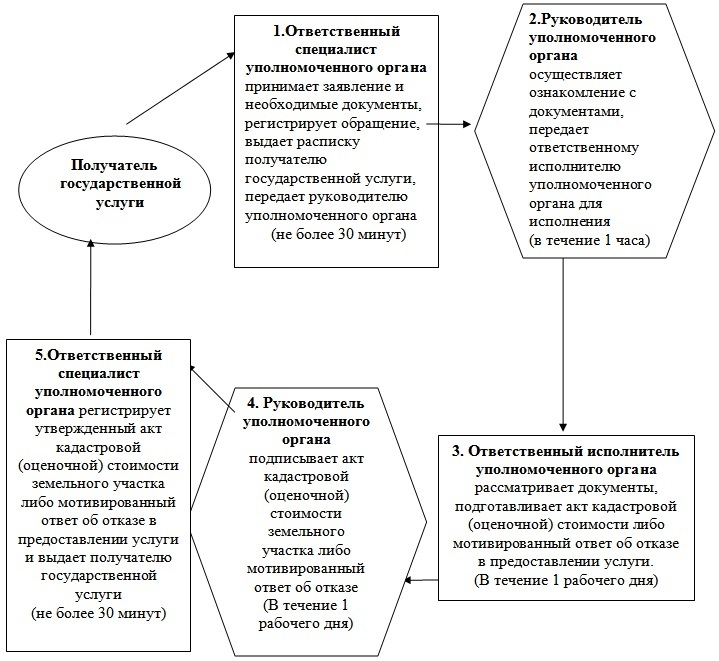 Получатель
государственной
услуги
1.Ответственный
специалист
уполномоченного органа
принимает заявление и
необходимые документы,
регистрирует обращение,
выдает расписку
получателю
государственной услуги,
передает руководителю
уполномоченного органа
(не более 30 минут)
2.Руководитель
уполномоченного
органа
осуществляет
ознакомление с
документами,
передает
ответственному
исполнителю
уполномоченного
органа для
исполнения
(в течение 1 часа)
3. Ответственный исполнитель
уполномоченного органа
рассматривает документы,
подготавливает акт кадастровой
(оценочной) стоимости либо
мотивированный ответ об отказе
в предоставлении услуги.
(В течение 1 рабочего дня)
4. Руководитель
уполномоченного
органа
подписывает акт
кадастровой
(оценочной)
стоимости
земельного
участка либо
мотивированный
ответ об отказе
(В течение 1
рабочего дня)
5.Ответственный
специалист
уполномоченного
органа регистрирует
утвержденный акт
кадастровой
(оценочной) стоимости
земельного участка
либо мотивированный
ответ об отказе в
предоставлении услуги
и выдает получателю
государственной
услуги
(не более 30 минут)